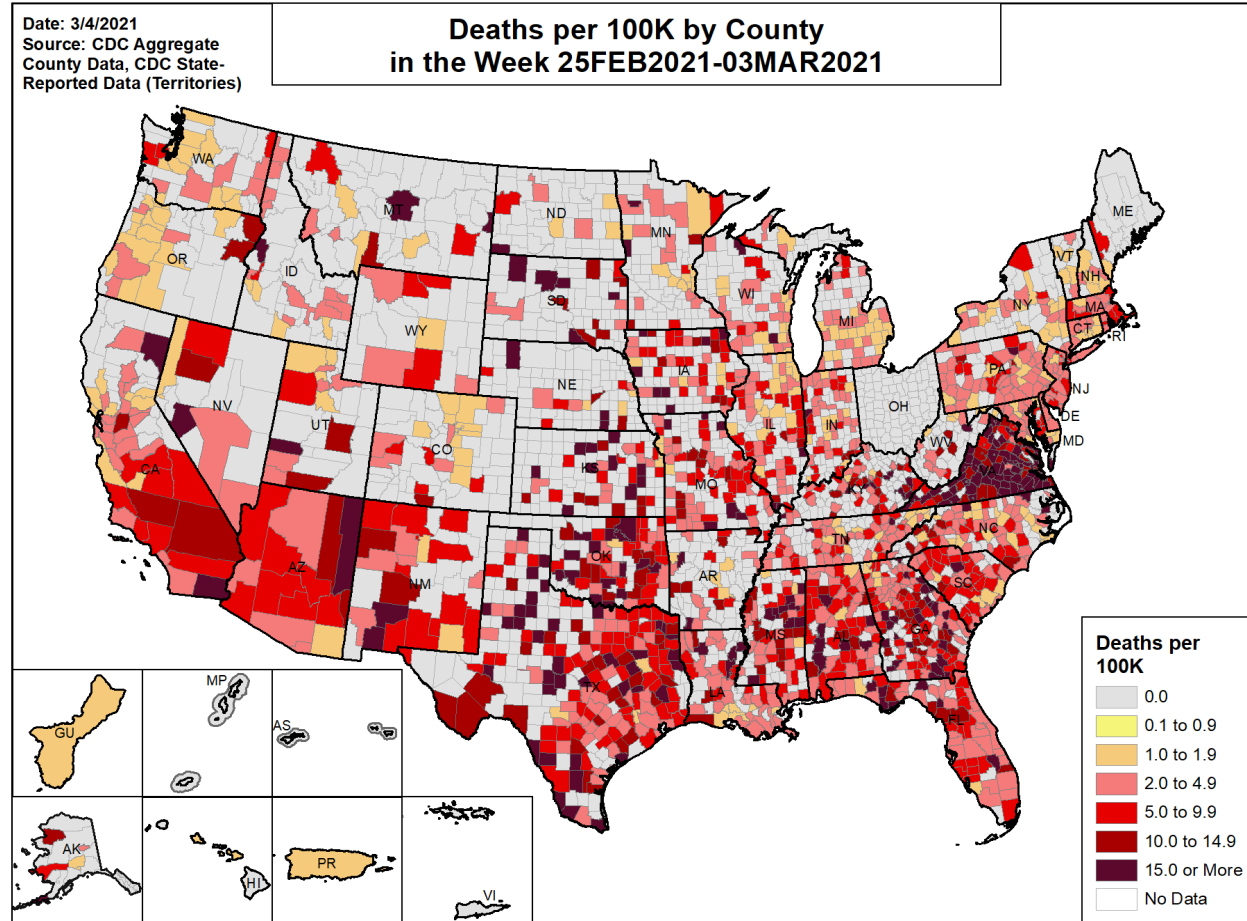 Date: 3/4/2021
Source: CDC Aggregate
County Data, CDC State-
Reported Data (Territories)
Deaths per 100K by County
in the Week 25FEB2021-03MAR2021
WA
MT
ND
MN
ME
OR
ID
SD
WI
MI
VT
NH
NY
MA
CT
RI
WY
IA
NE
PA
NJ
NV
UT
CO
IL
IN
OH
DE
MD
WV
CA
KS
MO
KY
VA
AZ
NM
OK
AR
TN
NC
SC
TX
LA
MS
AL
GA
FL
GU
MP
AS
AK
HI
PR
VI
Deaths per
100K
0.0
0.1 to 0.9
1.0 to 1.9
2.0 to 4.9
5.0 to 9.9
10.0 to 14.9
15.0 or More
No Data